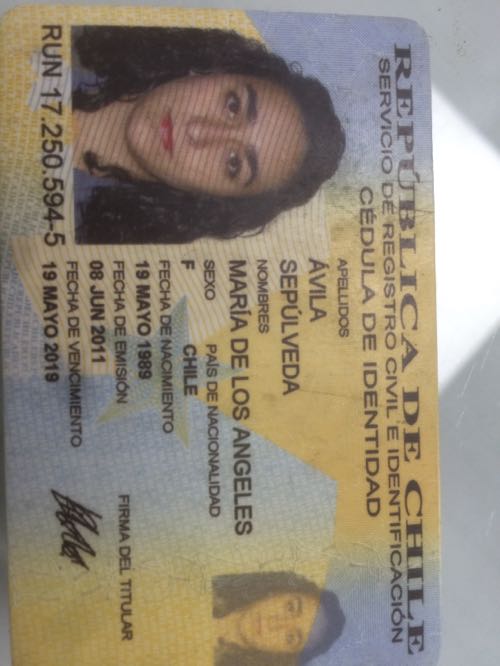 REPÚBLICA DE CHILE
SERVICIO DE REGISTRO CIVIL E IDENTIFICACIÓN
CÉDULA DE IDENTIDAD
APELLIDOS
ÁVILA
SEPÚLVEDA
NOMBRES
MARÍA DE LOS ANGELES
SEXO PAÍS DE NACIONALIDAD
F CHILE
FECHA DE NACIMIENTO
19 MAYO 1989
FECHA DE EMISIÓN
08 JUN 2011
FECHA DE VENCIMIENTO
19 MAYO 2019
FIRMA DEL TITULAR
RUN 17.250.594-5